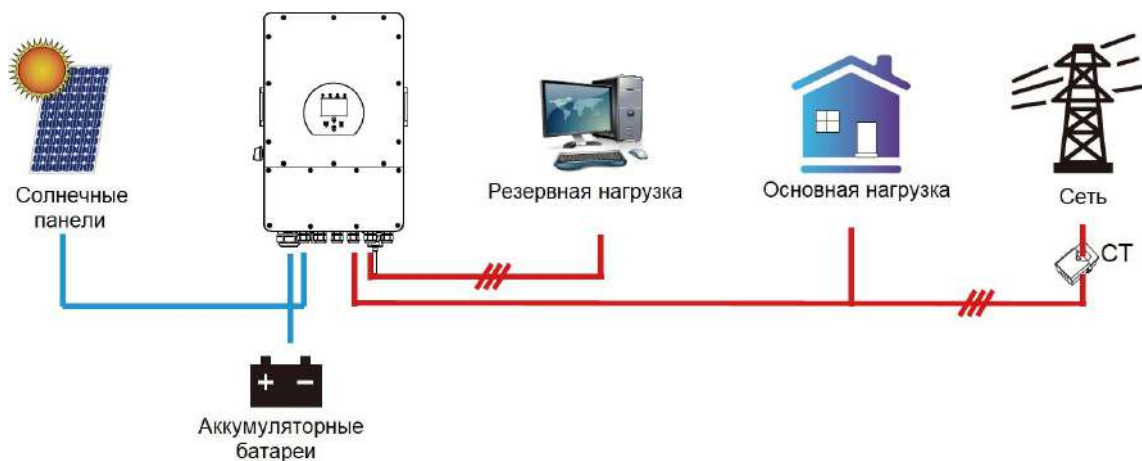 Солнечные
панели
Резервная нагрузка
Основная нагрузка
Сеть
CT
+ −
Аккумуляторные
батареи